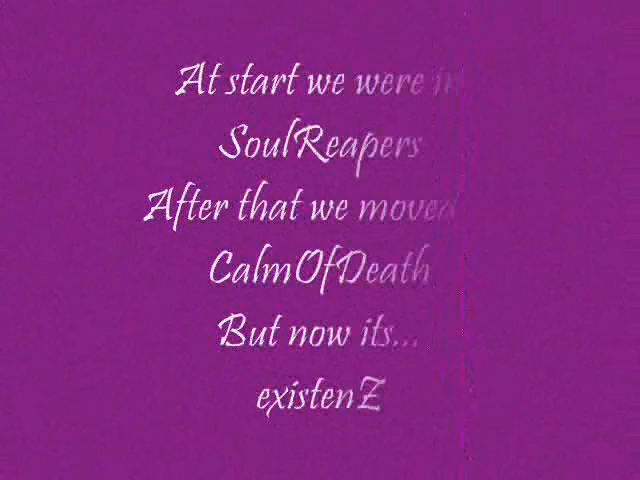 At start we were in
SoulReapers
After that we moved
CalmOfDeath
But now its...
existenZ